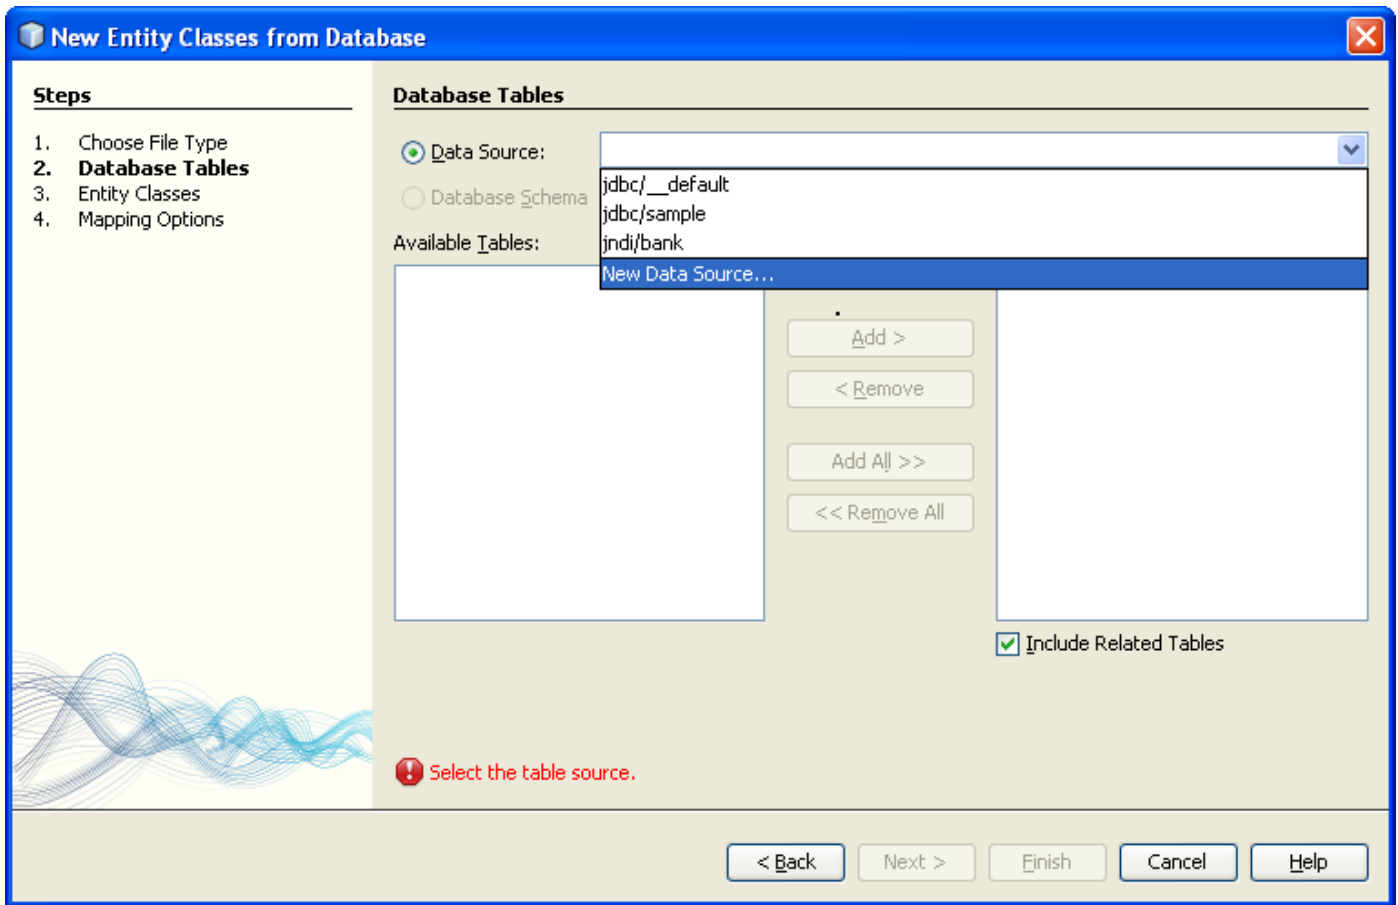 New Entity Classes from Database
Steps
1. Choose File Type
2. Database Tables
3. Entity Classes
4. Mapping Options
Database Tables
Data Source:
jdbc/__default
jdbc/sample
jndi/bank
New Data Source...
Database Schema
Available Tables:
Add >
< Remove
Add All >>
<< Remove All
Include Related Tables
Select the table source.
< Back Next > Finish Cancel Help